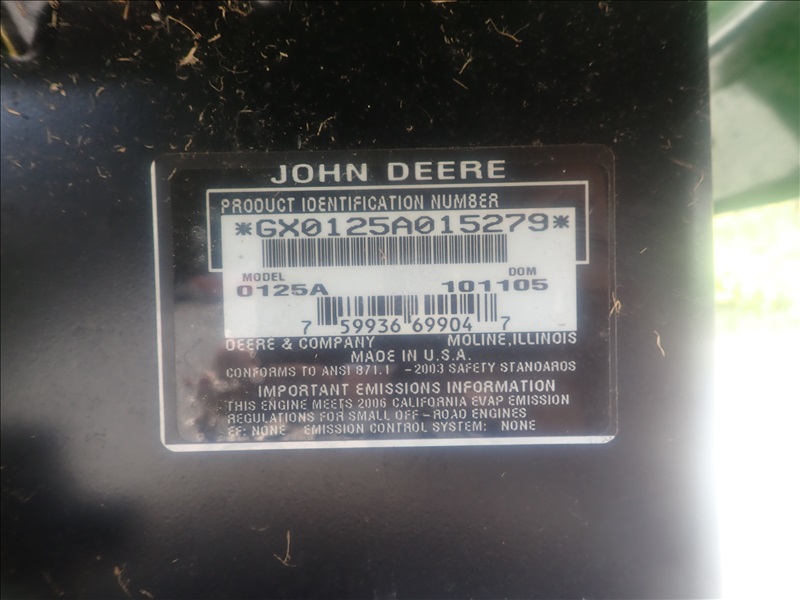 JOHN DEERE
PRODUCT IDENTIFICATION NUMBER
*GX0125A015279*
MODEL DOM
0125A 101105
7 59936 69904 7
DEERE & COMPANY MOLINE, ILLINOIS
MADE IN U.S.A.
CONFORMS TO ANSI B71.1 -2003 SAFETY STANDARDS
IMPORTANT EMISSIONS INFORMATION
THIS ENGINE MEETS 2006 CALIFORNIA EVAP EMISSION
REGULATIONS FOR SMALL OFF-ROAD ENGINES
EF: NONE EMISSION CONTROL SYSTEM: NONE